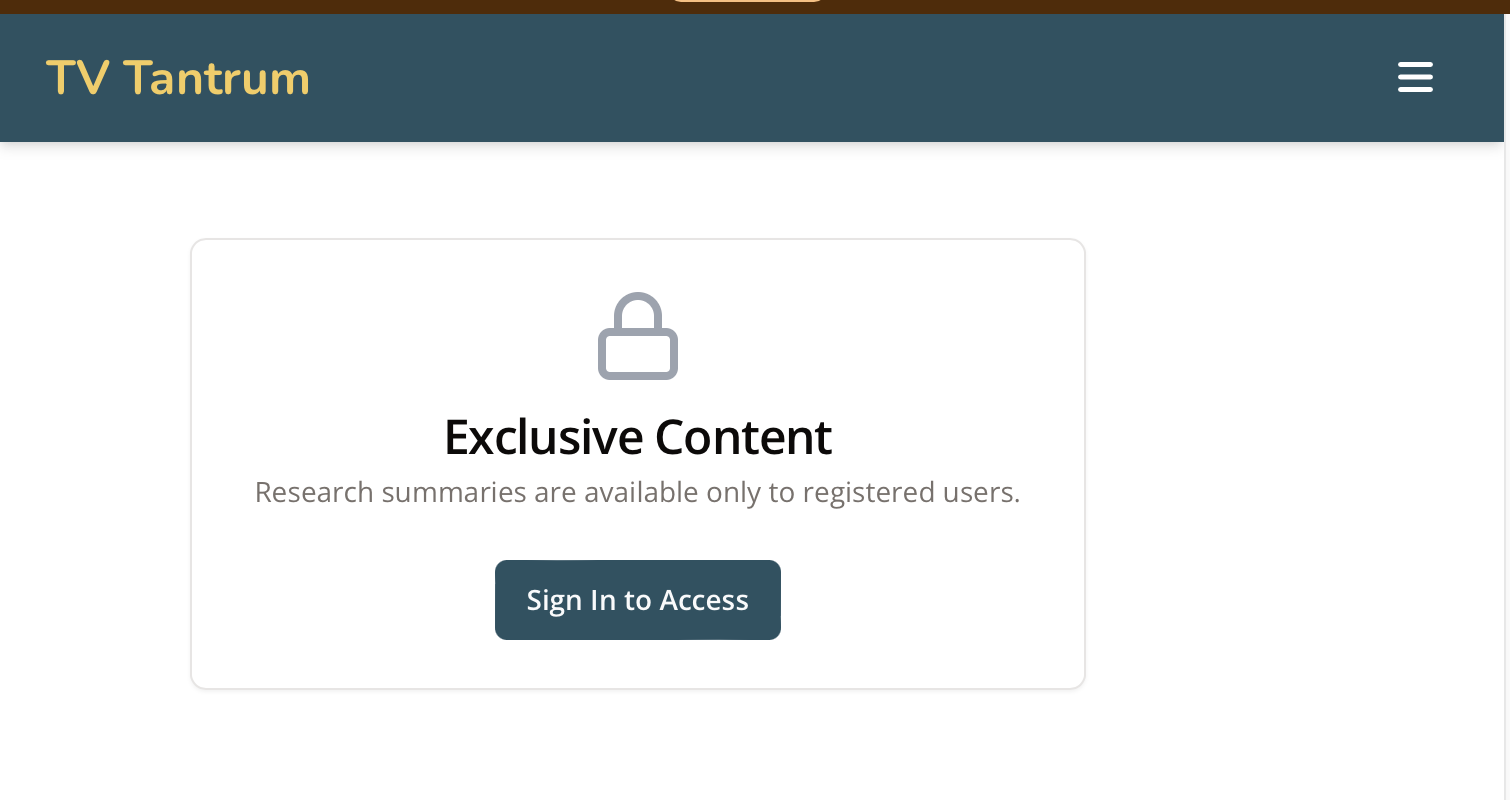 TV Tantrum
Exclusive Content
Research summaries are available only to registered users.
Sign In to Access